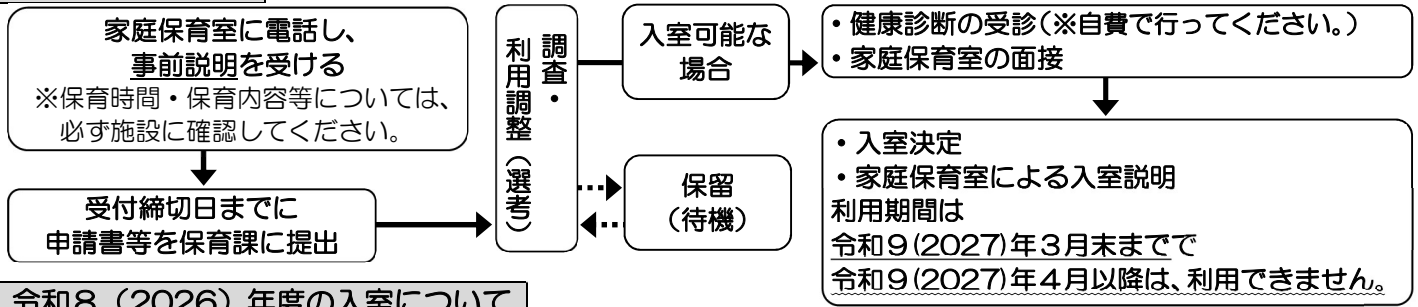 家庭保育室に電話し、
事前説明を受ける
※保育時間・保育内容等については、
必ず施設に確認してください。
受付締切日までに
申請書等を保育課に提出
調査・
利用調整（選考）
入室可能な
場合
保留
（待機）
・健康診断の受診（※自費で行ってください。）
・家庭保育室の面接
・入室決定
・家庭保育室による入室説明
利用期間は
令和９(2027)年３月末までで
令和９(2027)年４月以降は、利用できません。
令和８（2026）年度の入室について